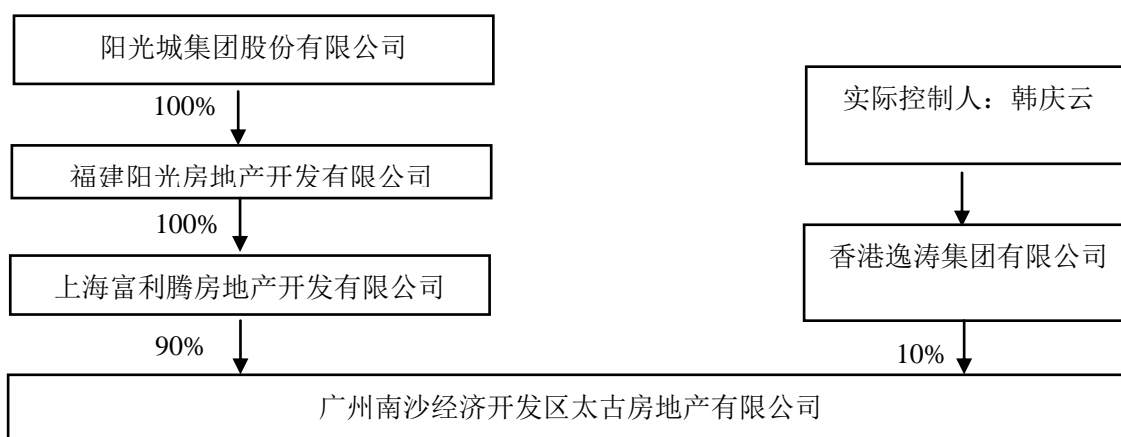 阳光城集团股份有限公司
100%
实际控制人：韩庆云
福建阳光房地产开发有限公司
100%
香港逸涛集团有限公司
上海富利腾房地产开发有限公司
90%
10%
广州南沙经济开发区太古房地产有限公司